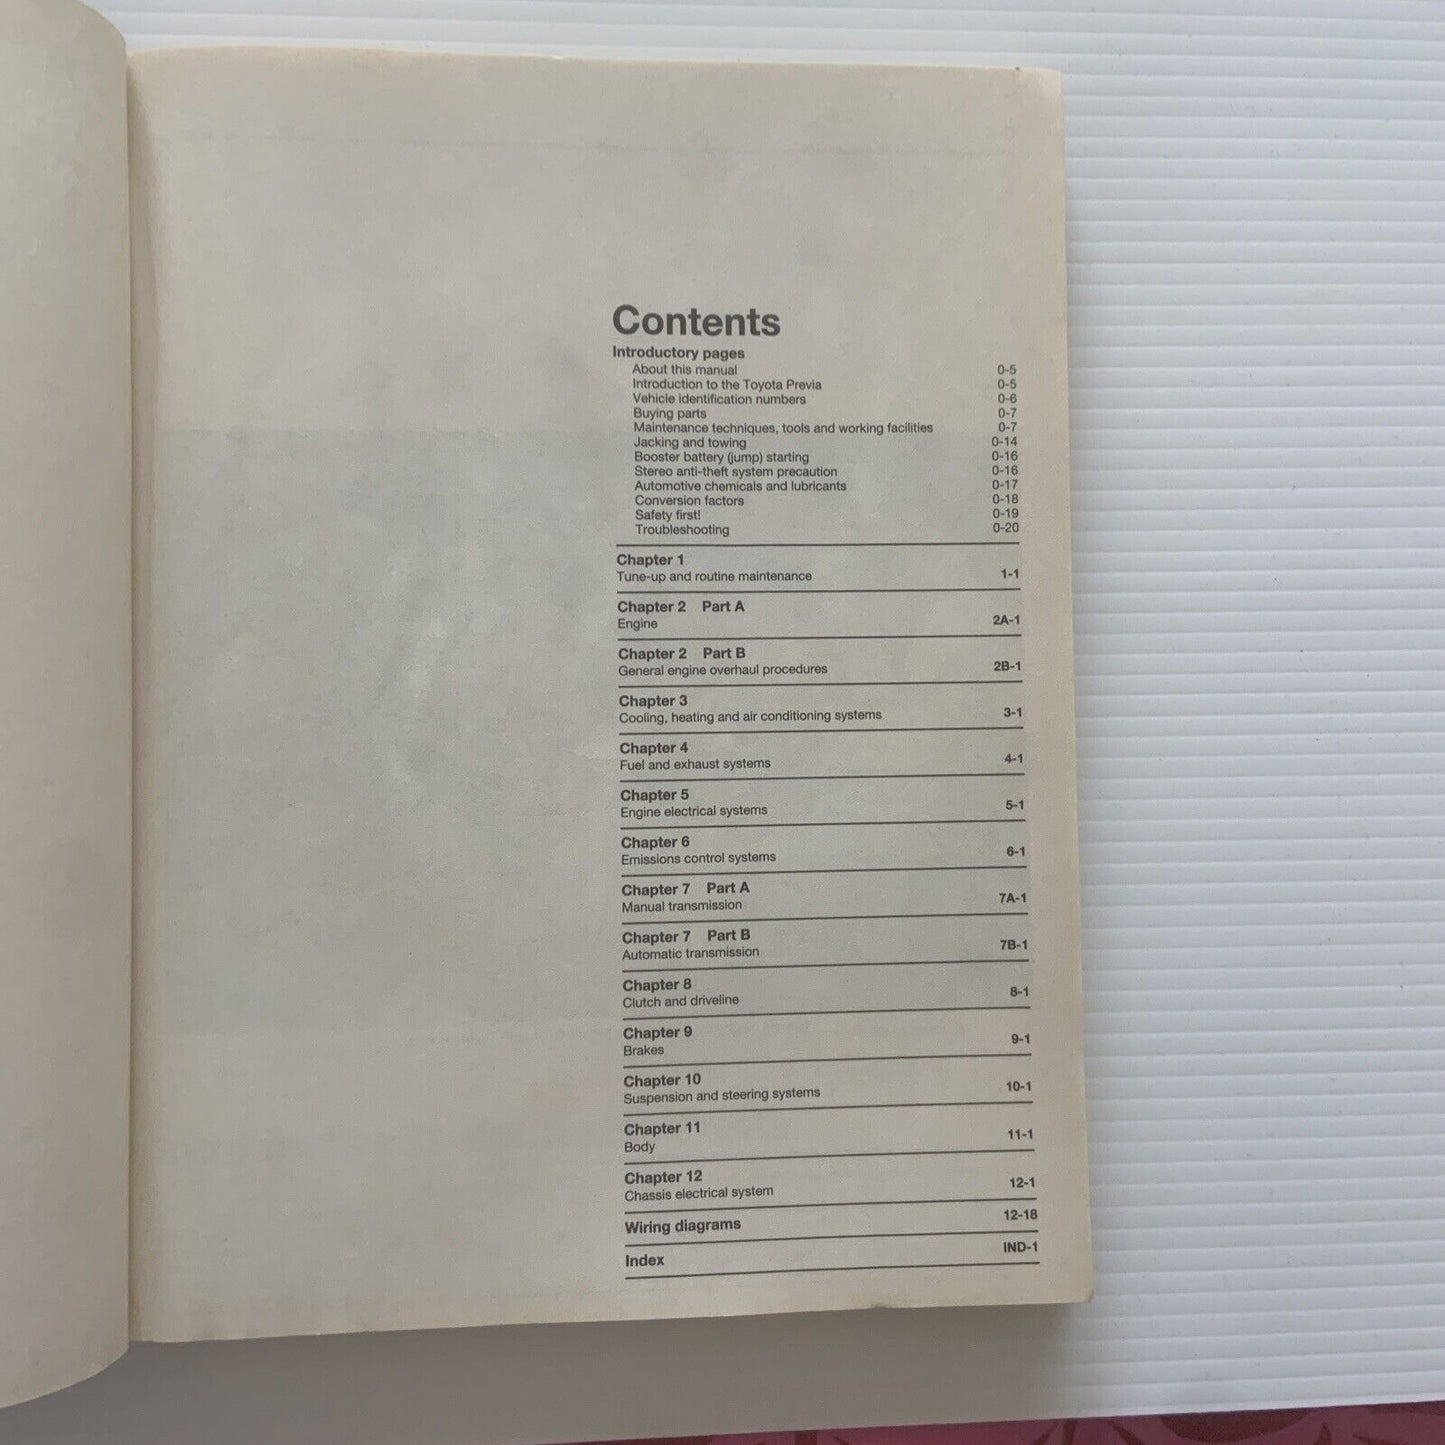 Contents
Introductory pages
About this manual 0-5
Introduction to the Toyota Previa 0-5
Vehicle identification numbers 0-6
Buying parts 0-7
Maintenance techniques, tools and working facilities 0-7
Jacking and towing 0-14
Booster battery (jump) starting 0-16
Stereo anti-theft system precaution 0-16
Automotive chemicals and lubricants 0-17
Conversion factors 0-18
Safety first! 0-19
Troubleshooting 0-20
Chapter 1
Tune-up and routine maintenance 1-1
Chapter 2 Part A
Engine 2A-1
Chapter 2 Part B
General engine overhaul procedures 2B-1
Chapter 3
Cooling, heating and air conditioning systems 3-1
Chapter 4
Fuel and exhaust systems 4-1
Chapter 5
Engine electrical systems 5-1
Chapter 6
Emissions control systems 6-1
Chapter 7 Part A
Manual transmission 7A-1
Chapter 7 Part B
Automatic transmission 7B-1
Chapter 8
Clutch and driveline 8-1
Chapter 9
Brakes 9-1
Chapter 10
Suspension and steering systems 10-1
Chapter 11
Body 11-1
Chapter 12
Chassis electrical system 12-1
Wiring diagrams 12-18
Index IND-1